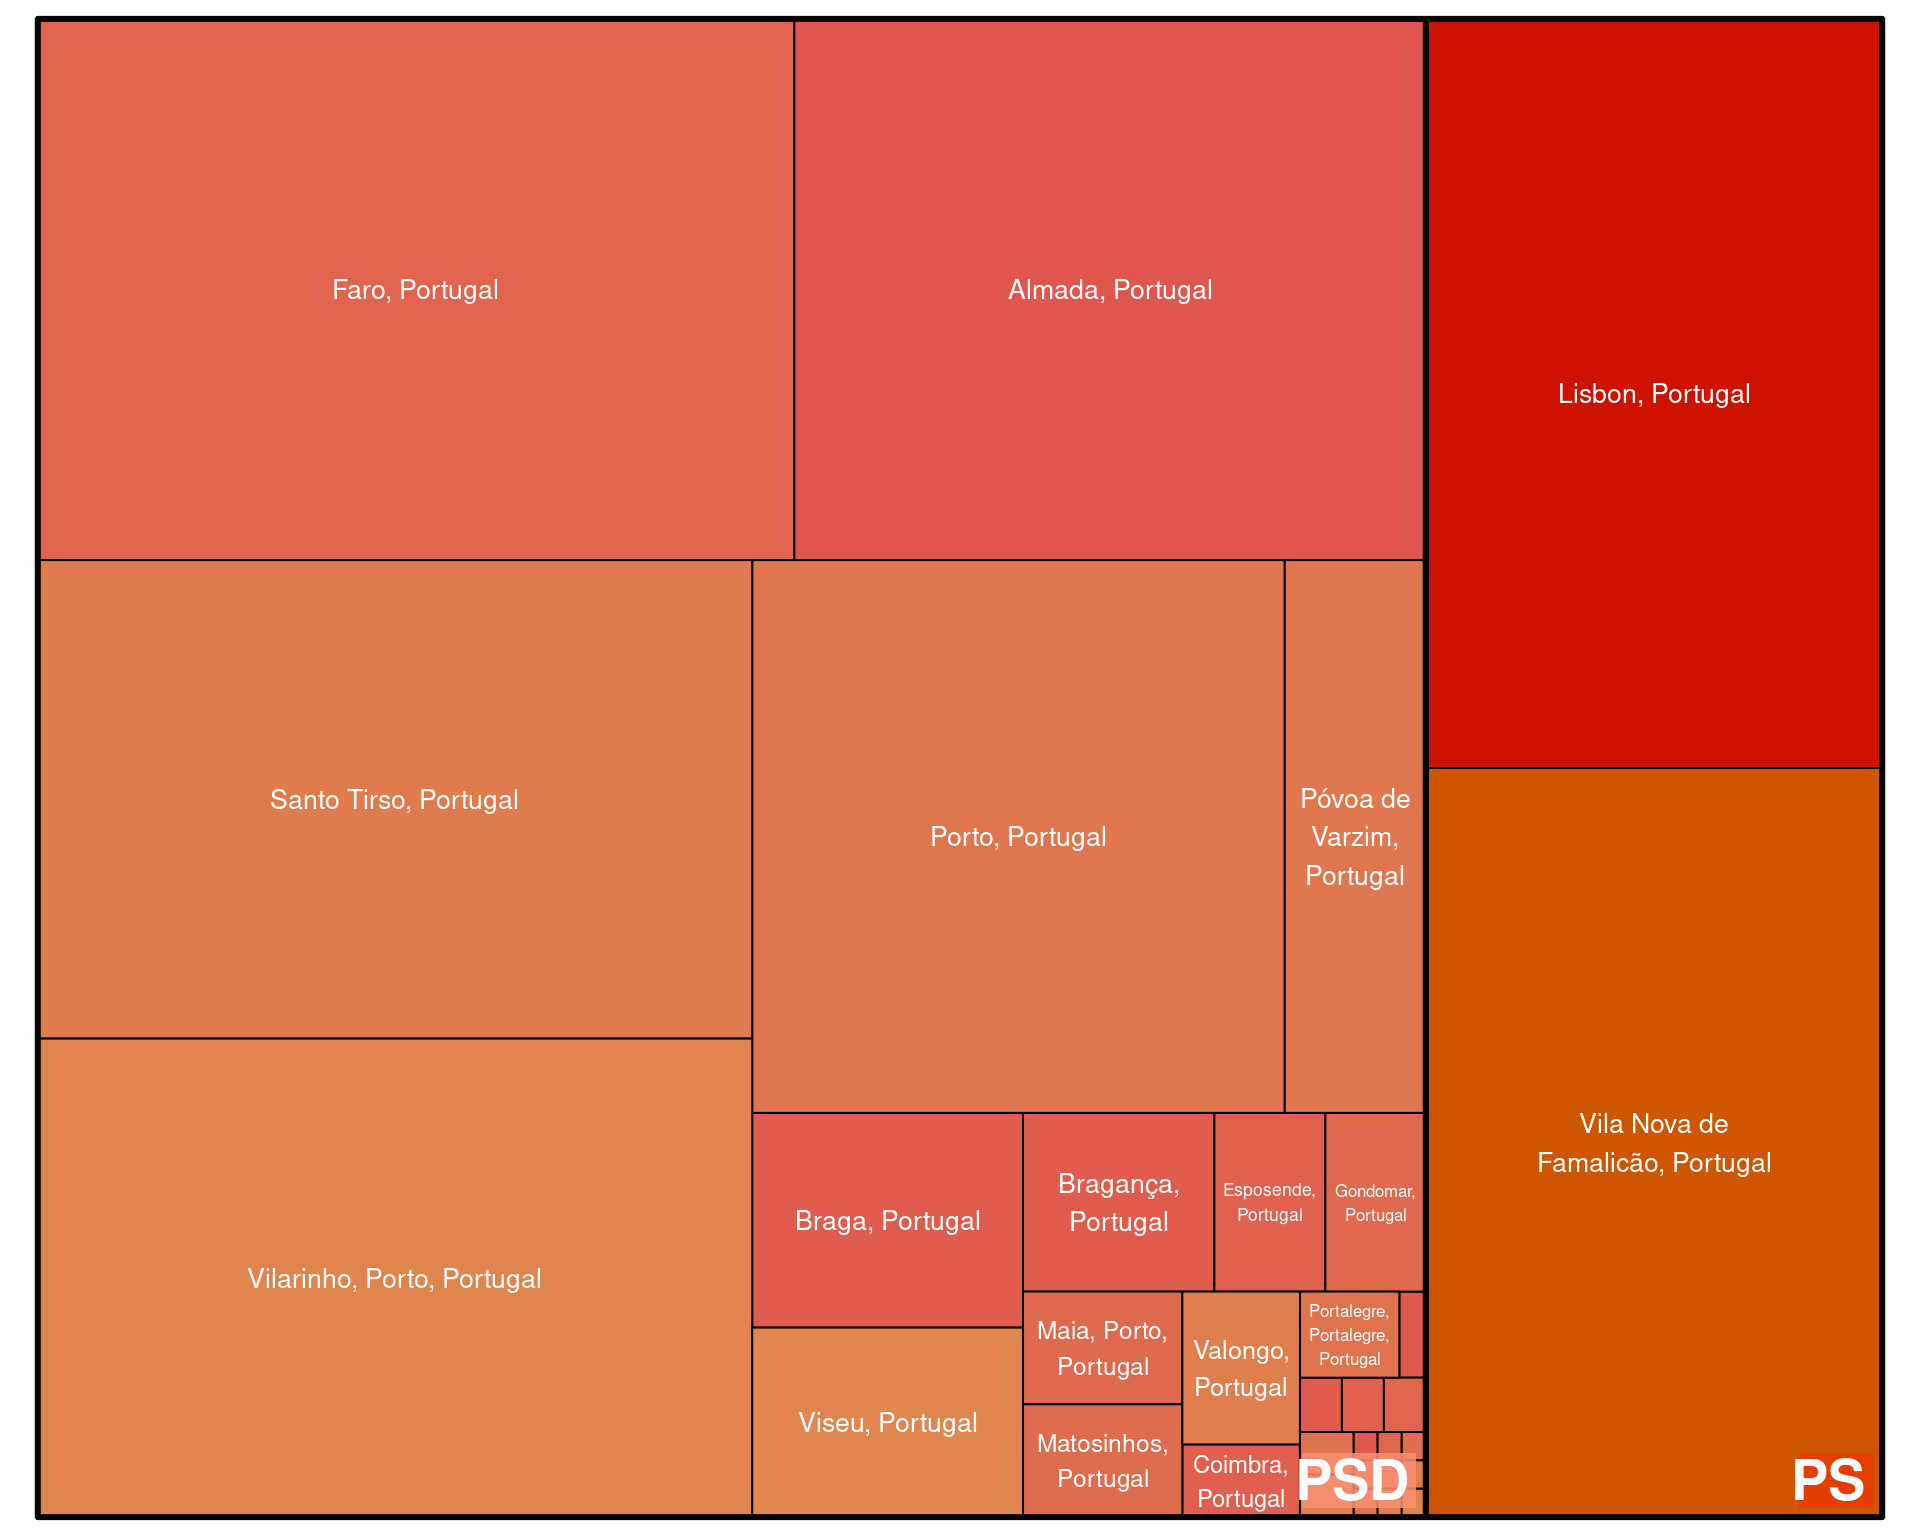 Faro, Portugal
Almada, Portugal
Lisbon, Portugal
Santo Tirso, Portugal
Porto, Portugal
Póvoa de
Varzim,
Portugal
Vila Nova de
Famalicão, Portugal
Vilarinho, Porto, Portugal
Braga, Portugal
Bragança,
Portugal
Esposende,
Portugal
Gondomar,
Portugal
Viseu, Portugal
Maia, Porto,
Portugal
Valongo,
Portugal
Portalegre,
Portalegre,
Portugal
Matosinhos,
Portugal
Coimbra,
Portugal
PSD
PS